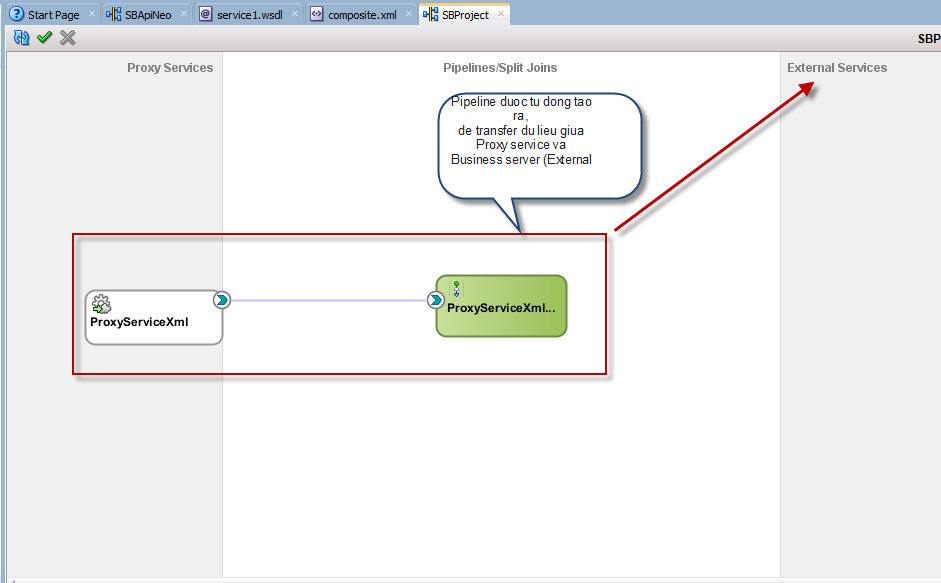 Start Page
SBApiNeo
service1.wsdl
composite.xml
SBProject
SBP
Proxy Services
Pipelines/Split Joins
External Services
Pipeline duoc tu dong tao
ra,
de transfer du lieu giua
Proxy service va
Business server (External
ProxyServiceXml
ProxyServiceXml...